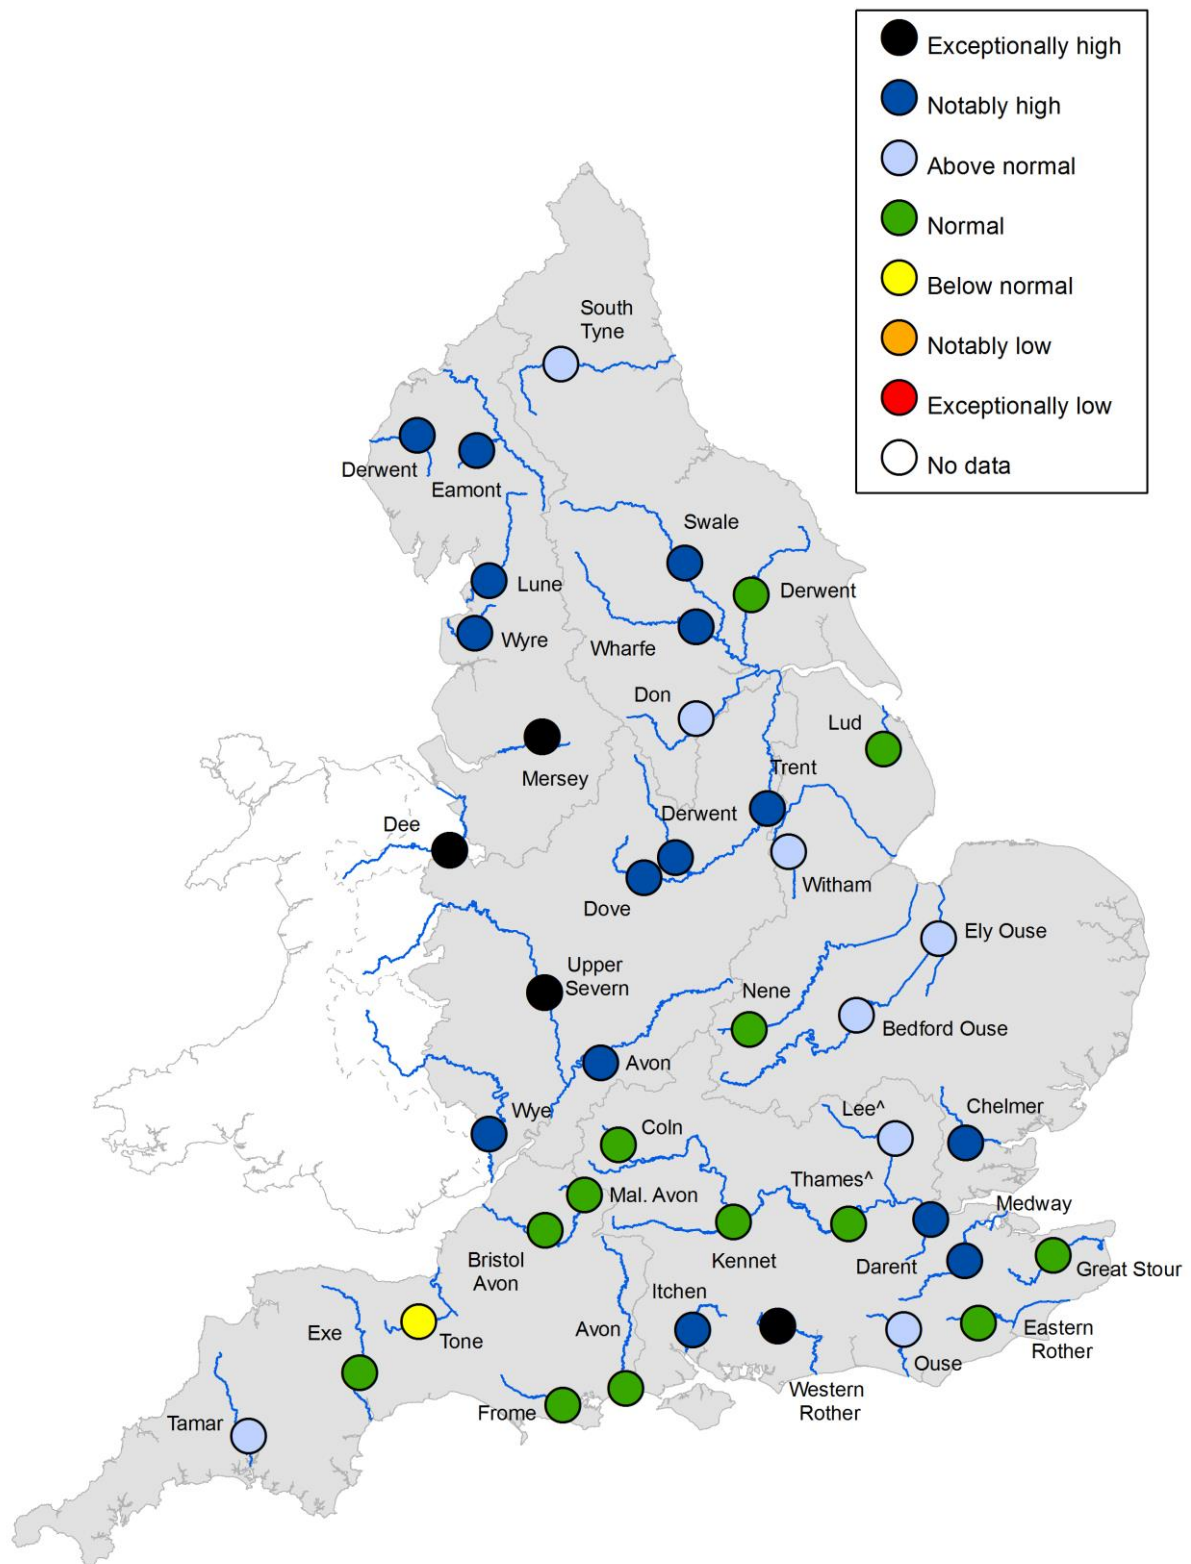 Exceptionally high
Notably high
Above normal
Normal
Below normal
Notably low
Exceptionally low
No data
South
Tyne
Derwent
Eamont
Swale
Lune
Derwent
Wyre
Wharfe
Don
Lud
Mersey
Trent
Derwent
Dee
Witham
Dove
Ely Ouse
Upper
Severn
Nene
Bedford Ouse
Avon
Wye
Coln
Lee^
Chelmer
Thames^
Mal. Avon
Medway
Bristol
Avon
Kennet
Darent
Great Stour
Itchen
Exe
Tone
Avon
Eastern
Rother
Ouse
Western
Rother
Frome
Tamar